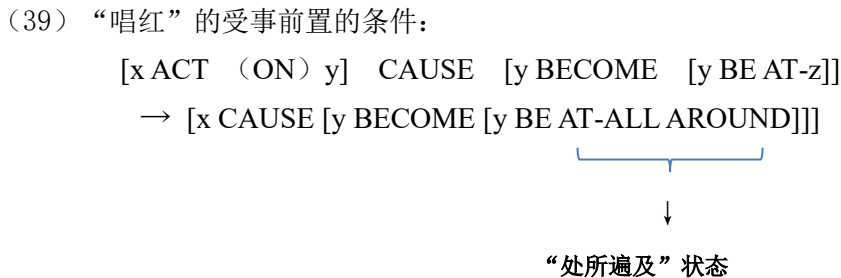 （39）“唱红”的受事前置的条件：
[x ACT （ON）y] CAUSE [y BECOME [y BE AT-z]]
→ [x CAUSE [y BECOME [y BE AT-ALL AROUND]]]
↓
“处所遍及”状态